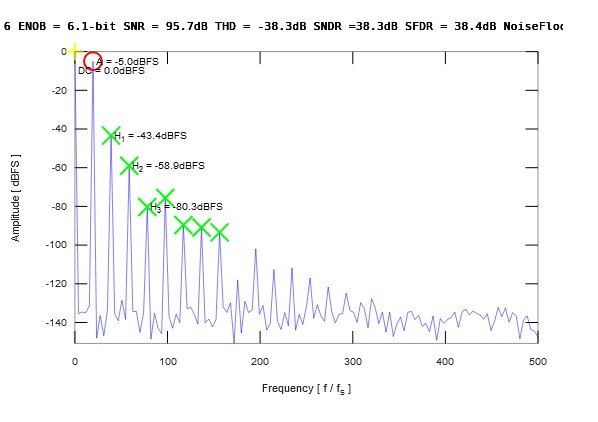 6 ENOB = 6.1-bit SNR = 95.7dB THD = -38.3dB SNDR =38.3dB SFDR = 38.4dB
0
A = -5.0dBFS
DC = 0.0dBFS
-20
-40
H1 = -43.4dBFS
-60
H2 = -58.9dBFS
-80
H3 = -80.3dBFS
-100
-120
-140
Amplitude [ dBFS ]
0 100 200 300 400 500
Frequency [ f / fs ]